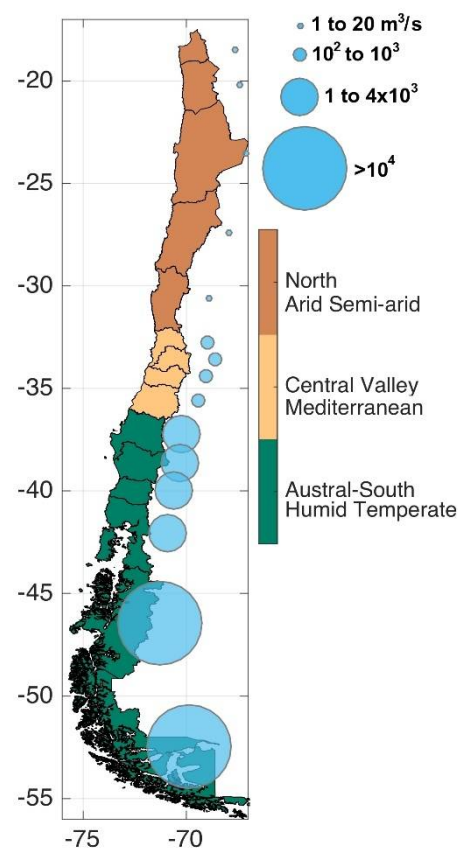 1 to 20 m³/s
10² to 10³
1 to 4x10³
>10⁴
-20
-25
-30
-35
-40
-45
-50
-55
-75
-70
North
Arid Semi-arid
Central Valley
Mediterranean
Austral-South
Humid Temperate